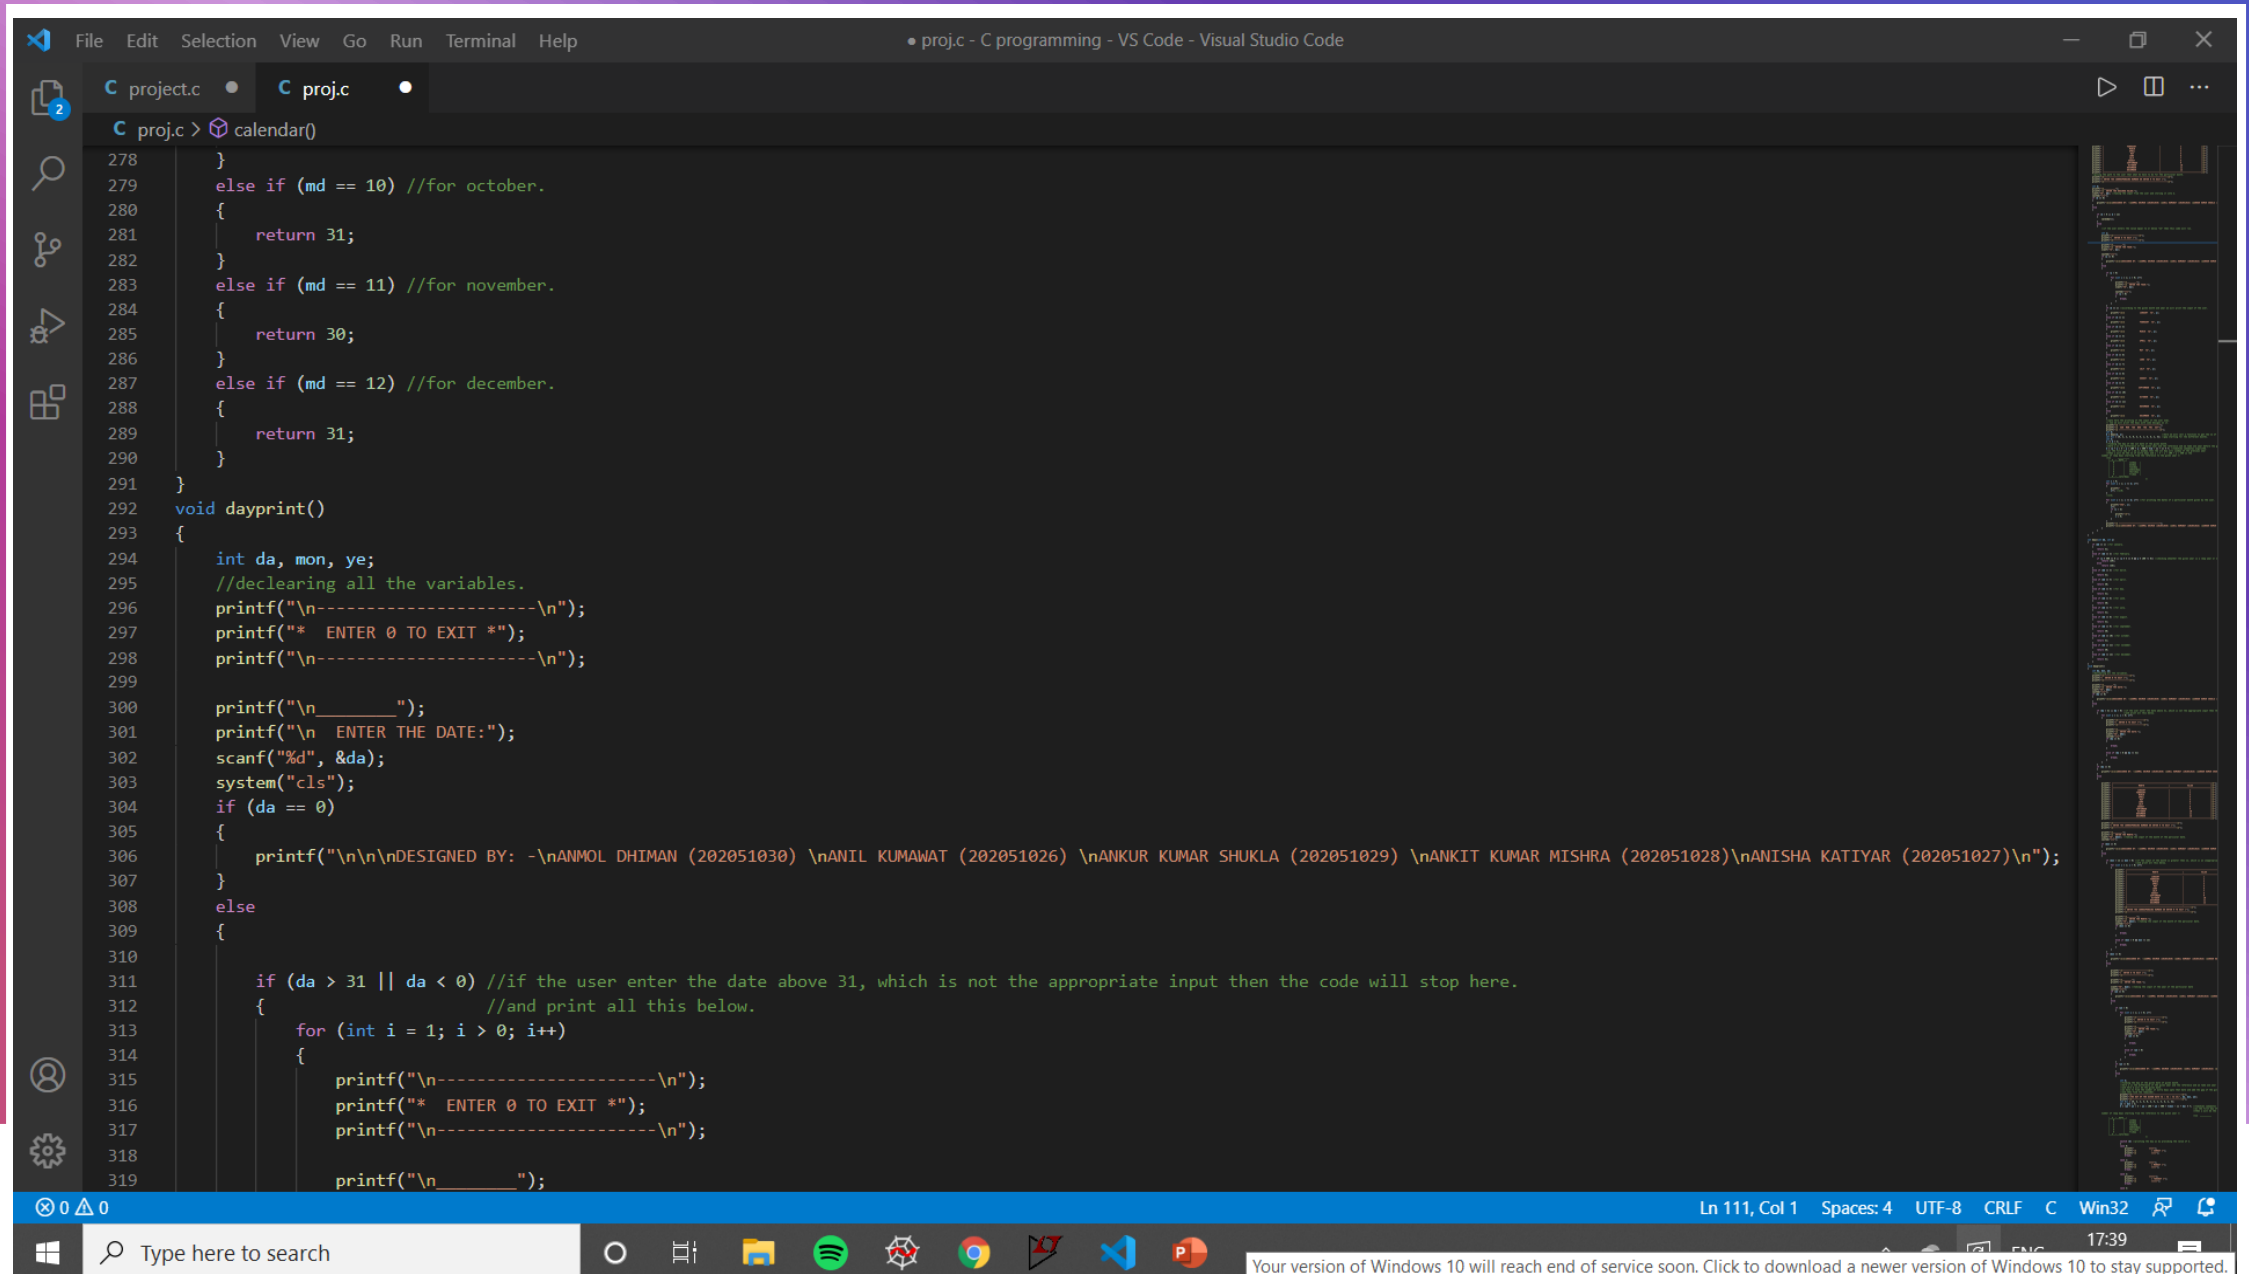 File Edit Selection View Go Run Terminal Help
● proj.c - C programming - VS Code - Visual Studio Code
C project.c ●
C proj.c ●
2
C proj.c > calendar()
278 }
279 else if (md == 10) //for october.
280 {
281 return 31;
282 }
283 else if (md == 11) //for november.
284 {
285 return 30;
286 }
287 else if (md == 12) //for december.
288 {
289 return 31;
290 }
291 }
292 void dayprint()
293 {
294 int da, mon, ye;
295 //declearing all the variables.
296 printf("\n----------------------\n");
297 printf("*  ENTER 0 TO EXIT *");
298 printf("\n----------------------\n");
299
300 printf("\n________");
301 printf("\n  ENTER THE DATE:");
302 scanf("%d", &da);
303 system("cls");
304 if (da == 0)
305 {
306 printf("\n\n\nDESIGNED BY: -\nANMOL DHIMAN (202051030) \nANIL KUMAWAT (202051026) \nANKUR KUMAR SHUKLA (202051029) \nANKIT KUMAR MISHRA (202051028)\nANISHA KATIYAR (202051027)\n");
307 }
308 else
309 {
310
311 if (da > 31 || da < 0) //if the user enter the date above 31, which is not the appropriate input then the code will stop here.
312 { //and print all this below.
313 for (int i = 1; i > 0; i++)
314 {
315 printf("\n----------------------\n");
316 printf("*  ENTER 0 TO EXIT *");
317 printf("\n----------------------\n");
318
319 printf("\n________");
0 0
Ln 111, Col 1 Spaces: 4 UTF-8 CRLF C Win32
Type here to search
17:39
Your version of Windows 10 will reach end of service soon. Click to download a newer version of Windows 10 to stay supported.